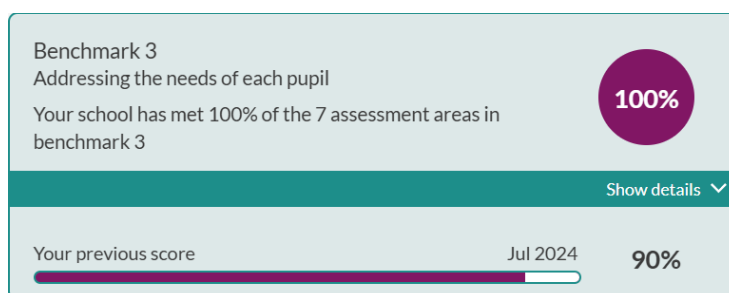 Benchmark 3
Addressing the needs of each pupil
Your school has met 100% of the 7 assessment areas in
benchmark 3
100%
Show details
Your previous score Jul 2024 90%